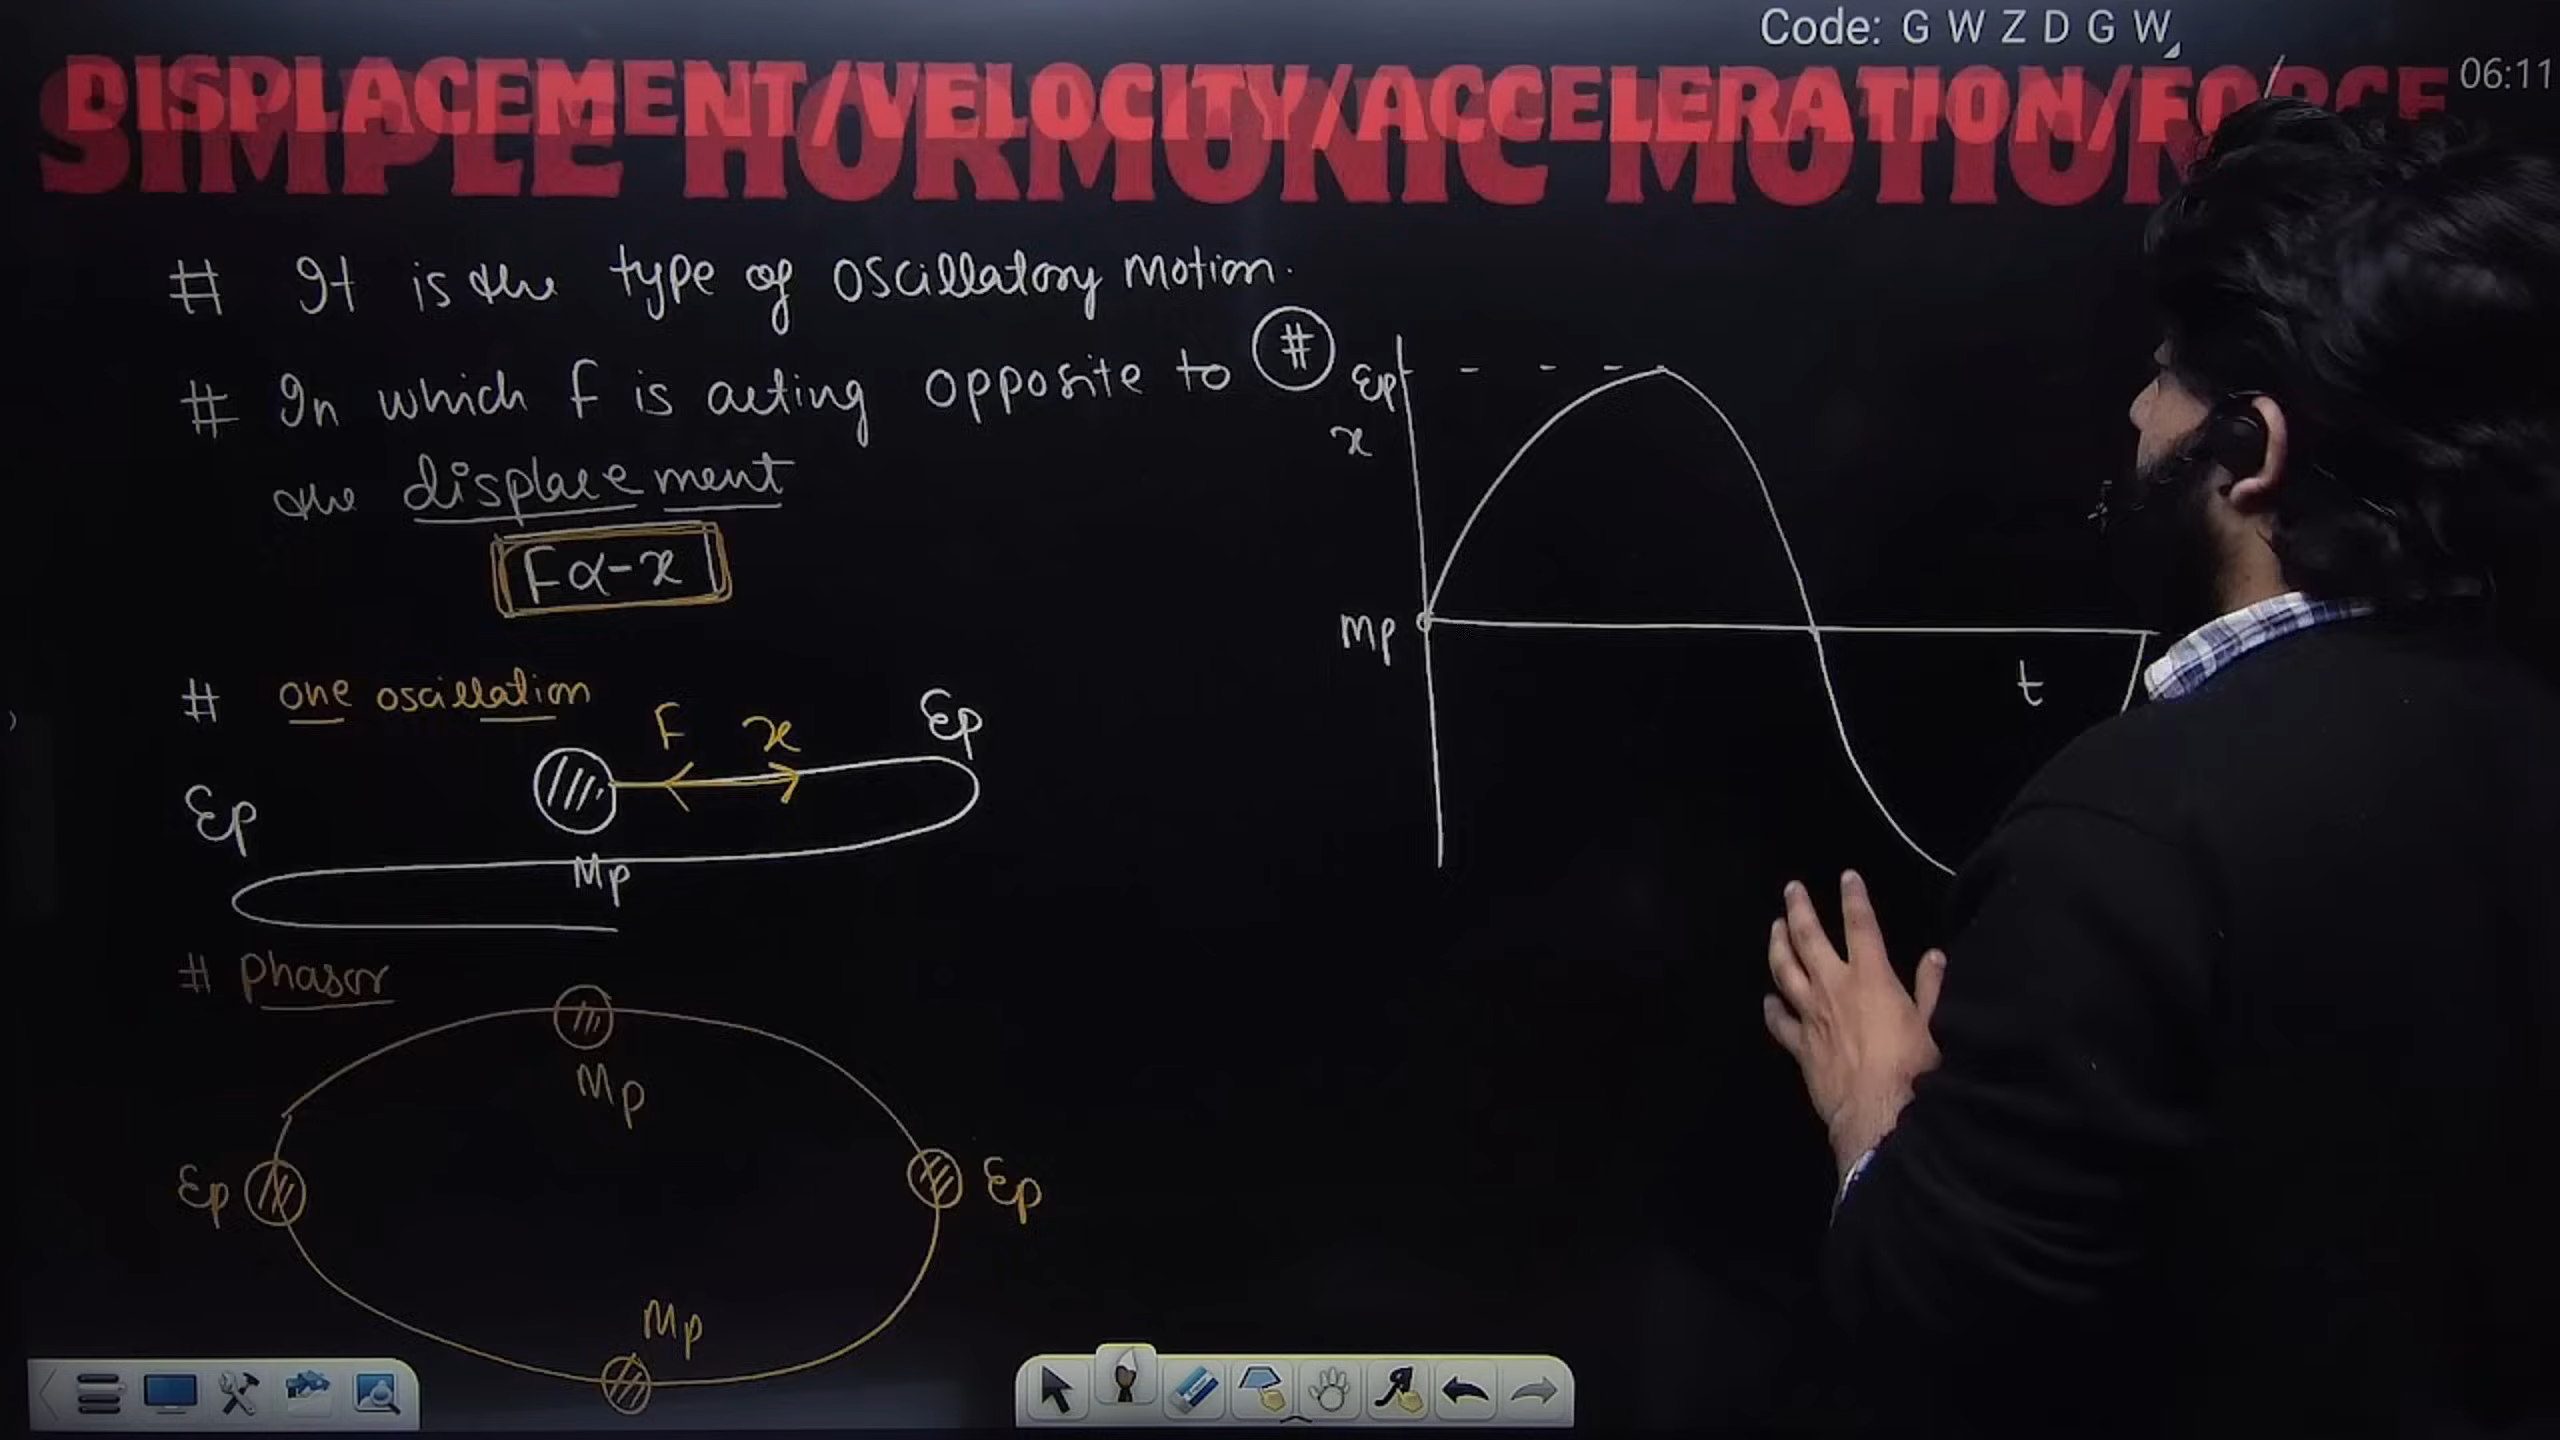 Code: G W Z D G W
06:11
DISPLACEMENT/VELOCITY/ACCELERATION/FORCE
SIMPLE HORMONIC MOTION
# It is the type of oscillatory motion.
# In which F is acting opposite to
the displacement
F α - x
# one oscillation
F x Ep
Ep
Mp
# phasor
Mp
Ep Ep
Mp
#
Ep
x
Mp
t